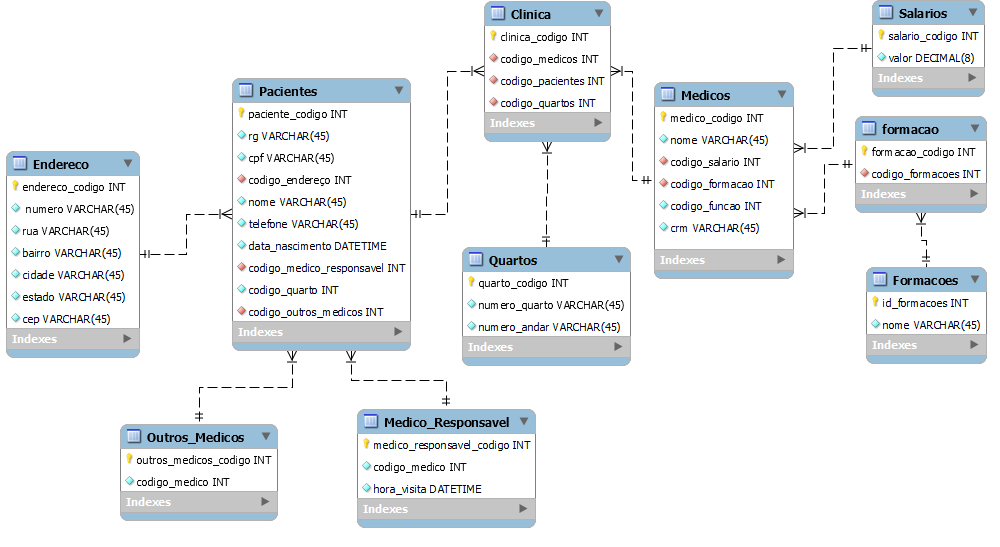 Clinica
clinica_codigo INT
codigo_medicos INT
codigo_pacientes INT
codigo_quartos INT
Indexes
Salarios
salario_codigo INT
valor DECIMAL(8)
Indexes
Pacientes
paciente_codigo INT
rg VARCHAR(45)
cpf VARCHAR(45)
codigo_endereço INT
nome VARCHAR(45)
telefone VARCHAR(45)
data_nascimento DATETIME
codigo_medico_responsavel INT
codigo_quarto INT
codigo_outros_medicos INT
Indexes
Medicos
medico_codigo INT
nome VARCHAR(45)
codigo_salario INT
codigo_formacao INT
codigo_funcao INT
crm VARCHAR(45)
Indexes
formacao
formacao_codigo INT
codigo_formacoes INT
Indexes
Endereco
endereco_codigo INT
numero VARCHAR(45)
rua VARCHAR(45)
bairro VARCHAR(45)
cidade VARCHAR(45)
estado VARCHAR(45)
cep VARCHAR(45)
Indexes
Quartos
quarto_codigo INT
numero_quarto VARCHAR(45)
numero_andar VARCHAR(45)
Indexes
Formacoes
id_formacoes INT
nome VARCHAR(45)
Indexes
Outros_Medicos
outros_medicos_codigo INT
codigo_medico INT
Indexes
Medico_Responsavel
medico_responsavel_codigo INT
codigo_medico INT
hora_visita DATETIME
Indexes